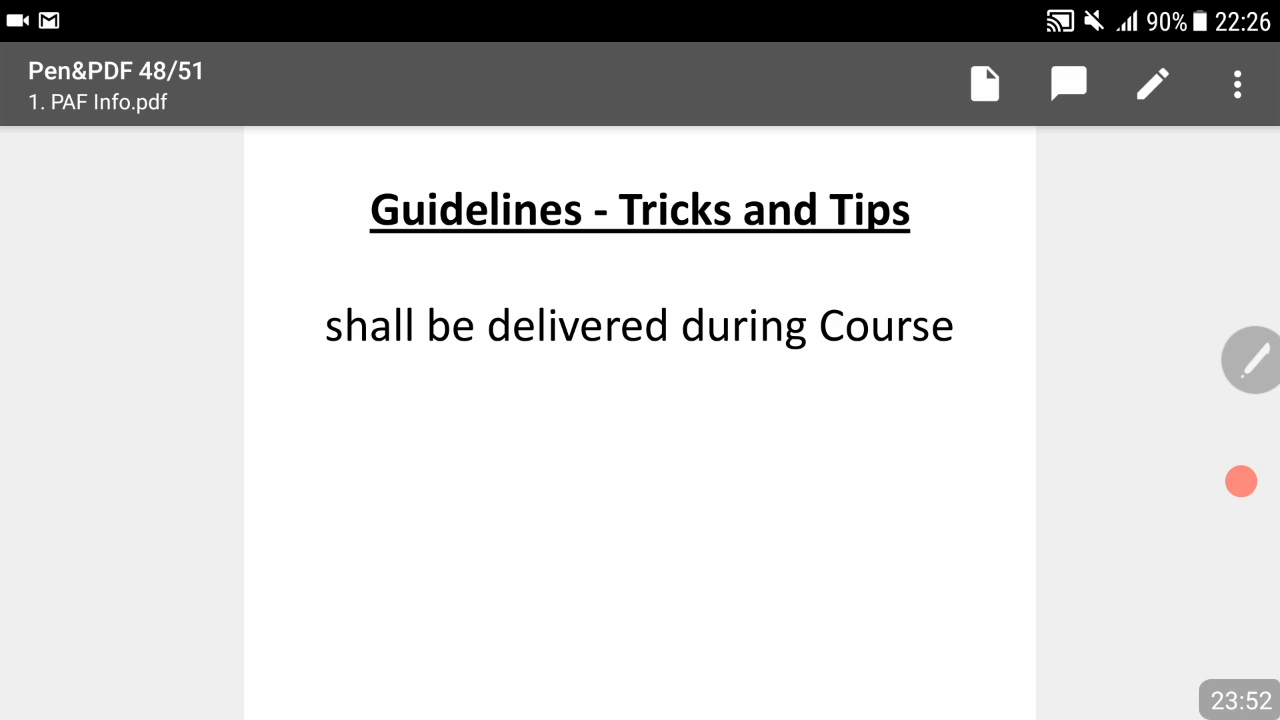 90% 22:26
Pen&PDF 48/51
1. PAF Info.pdf
Guidelines - Tricks and Tips
shall be delivered during Course
23:52